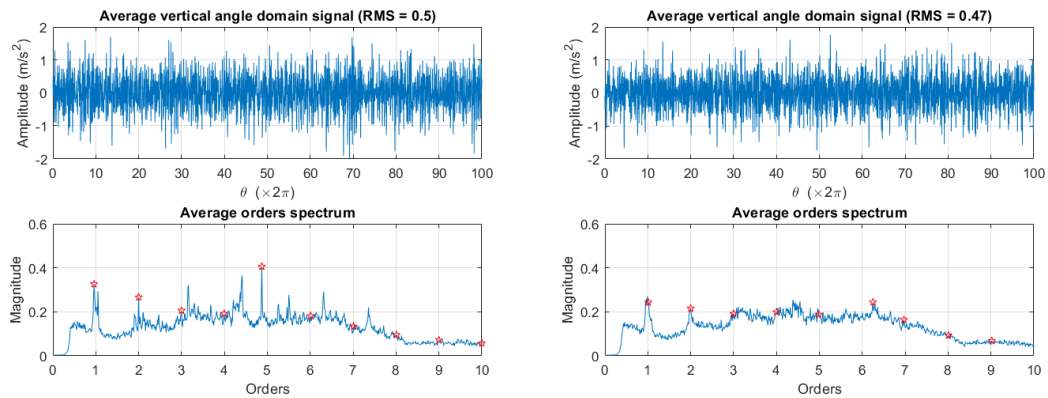 Average vertical angle domain signal (RMS = 0.5)
Amplitude (m/s²)
2
1
0
-1
-2
0 10 20 30 40 50 60 70 80 90 100
θ (×2π)
Average orders spectrum
Magnitude
0.6
0.4
0.2
0
0 1 2 3 4 5 6 7 8 9 10
Orders
Average vertical angle domain signal (RMS = 0.47)
Amplitude (m/s²)
2
1
0
-1
-2
0 10 20 30 40 50 60 70 80 90 100
θ (×2π)
Average orders spectrum
Magnitude
0.6
0.4
0.2
0
0 1 2 3 4 5 6 7 8 9 10
Orders